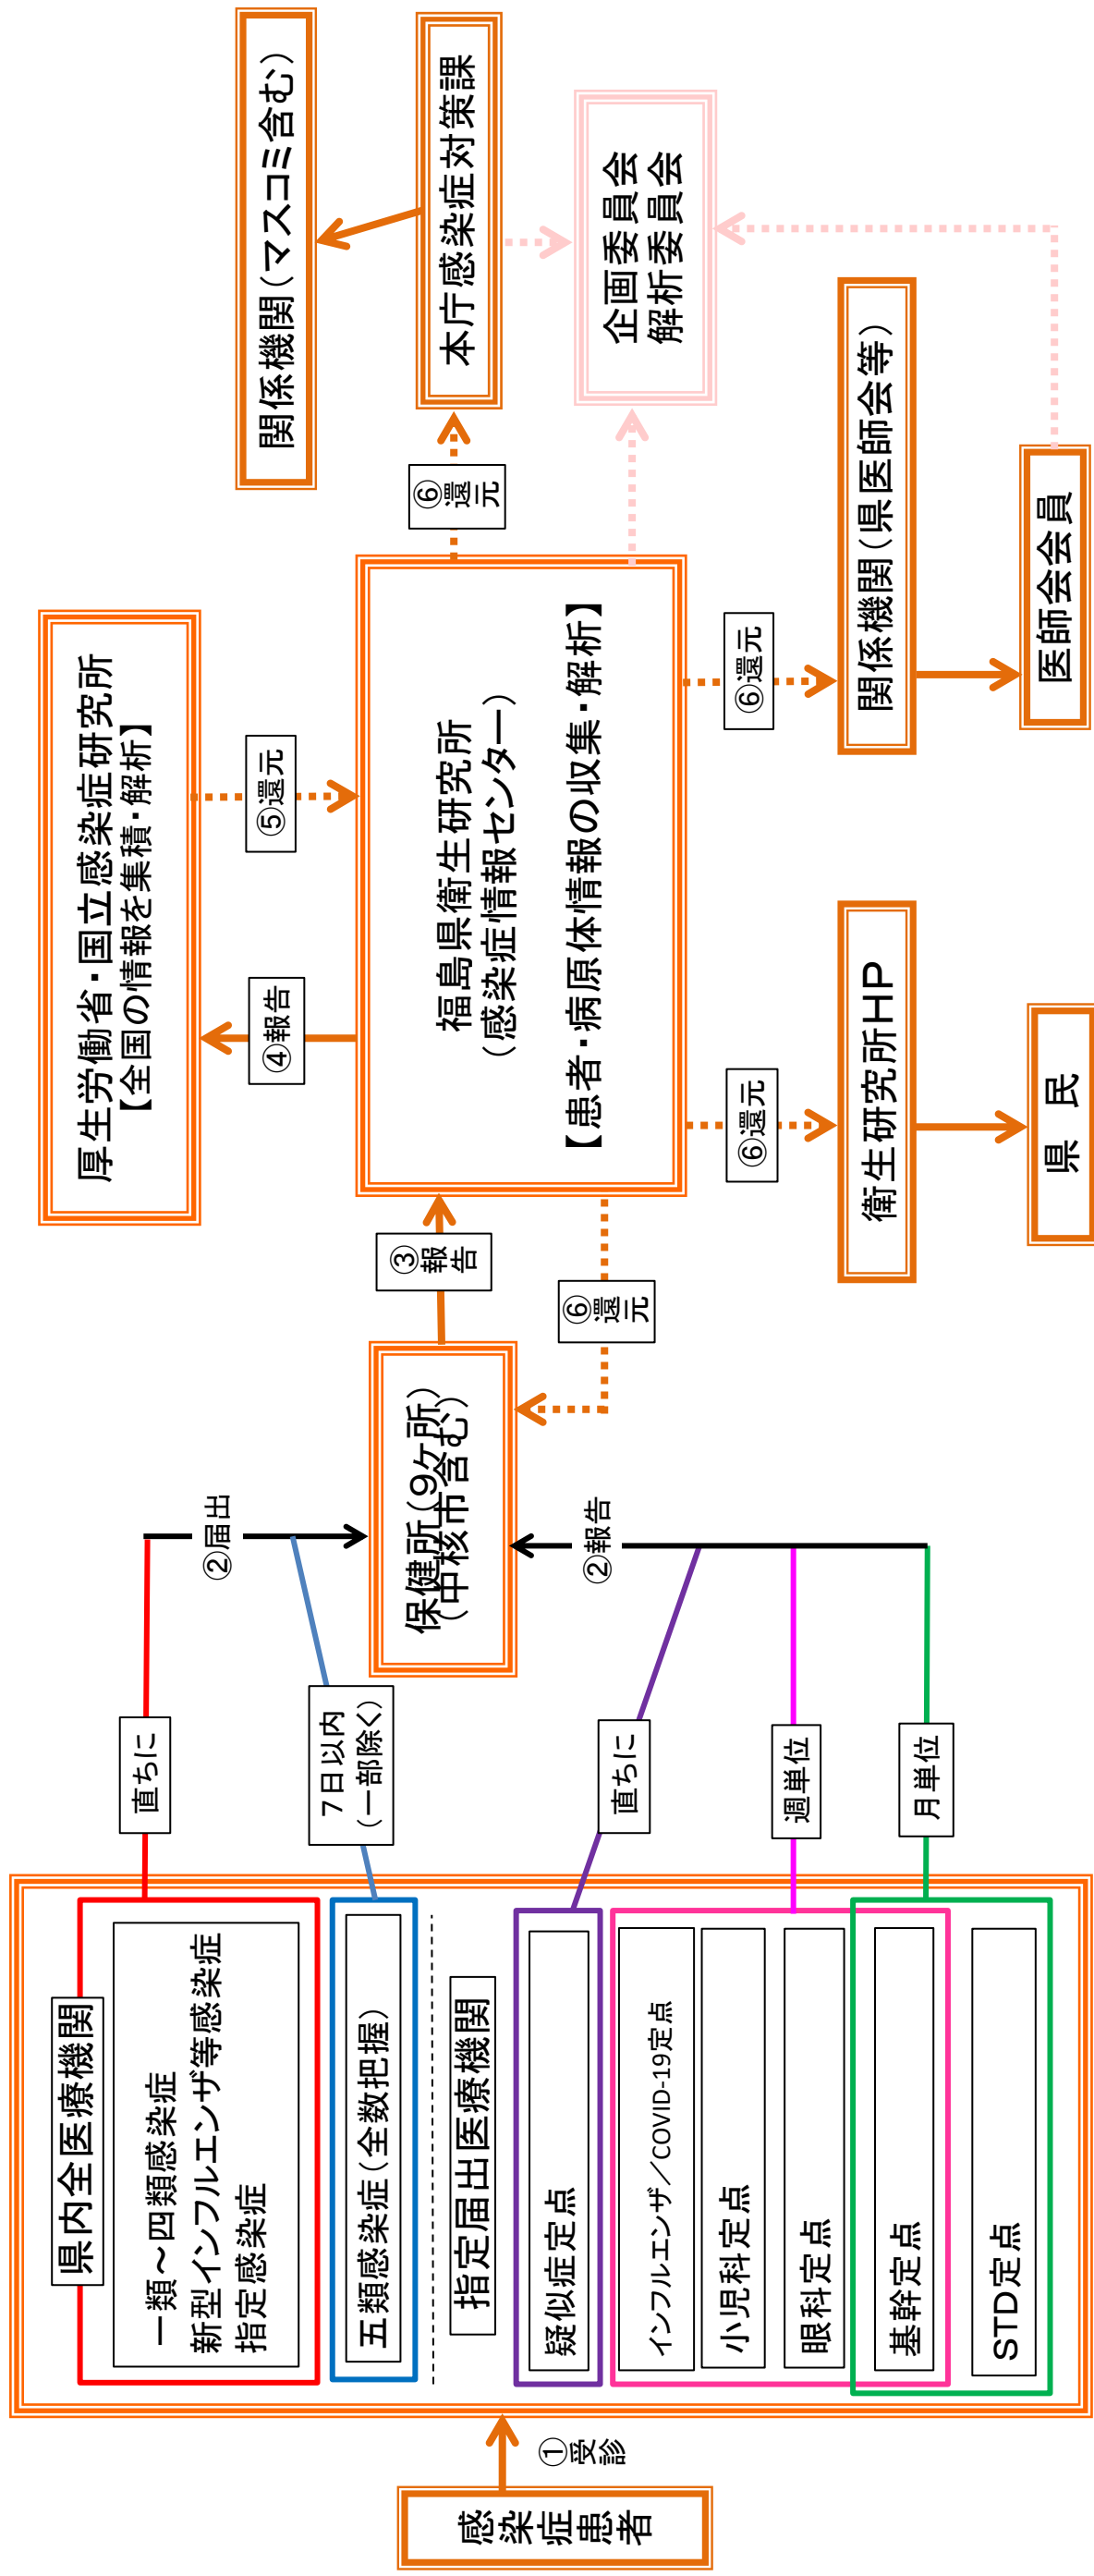 感染症患者
①受診
県内全医療機関
一類～四類感染症
新型インフルエンザ等感染症
指定感染症
五類感染症（全数把握）
指定届出医療機関
疑似症定点
インフルエンザ／COVID-19定点
小児科定点
眼科定点
基幹定点
STD定点
直ちに
7日以内
（一部除く）
直ちに
週単位
月単位
②届出
②報告
保健所（9ケ所）
（中核市含む）
③報告
⑥還元
厚生労働省・国立感染症研究所
【全国の情報を集積・解析】
④報告
⑤還元
福島県衛生研究所
（感染症情報センター）
【患者・病原体情報の収集・解析】
⑥還元
衛生研究所HP
県　民
⑥還元
関係機関（県医師会等）
医師会会員
⑥還元
関係機関（マスコミ含む）
本庁感染症対策課
企画委員会
解析委員会